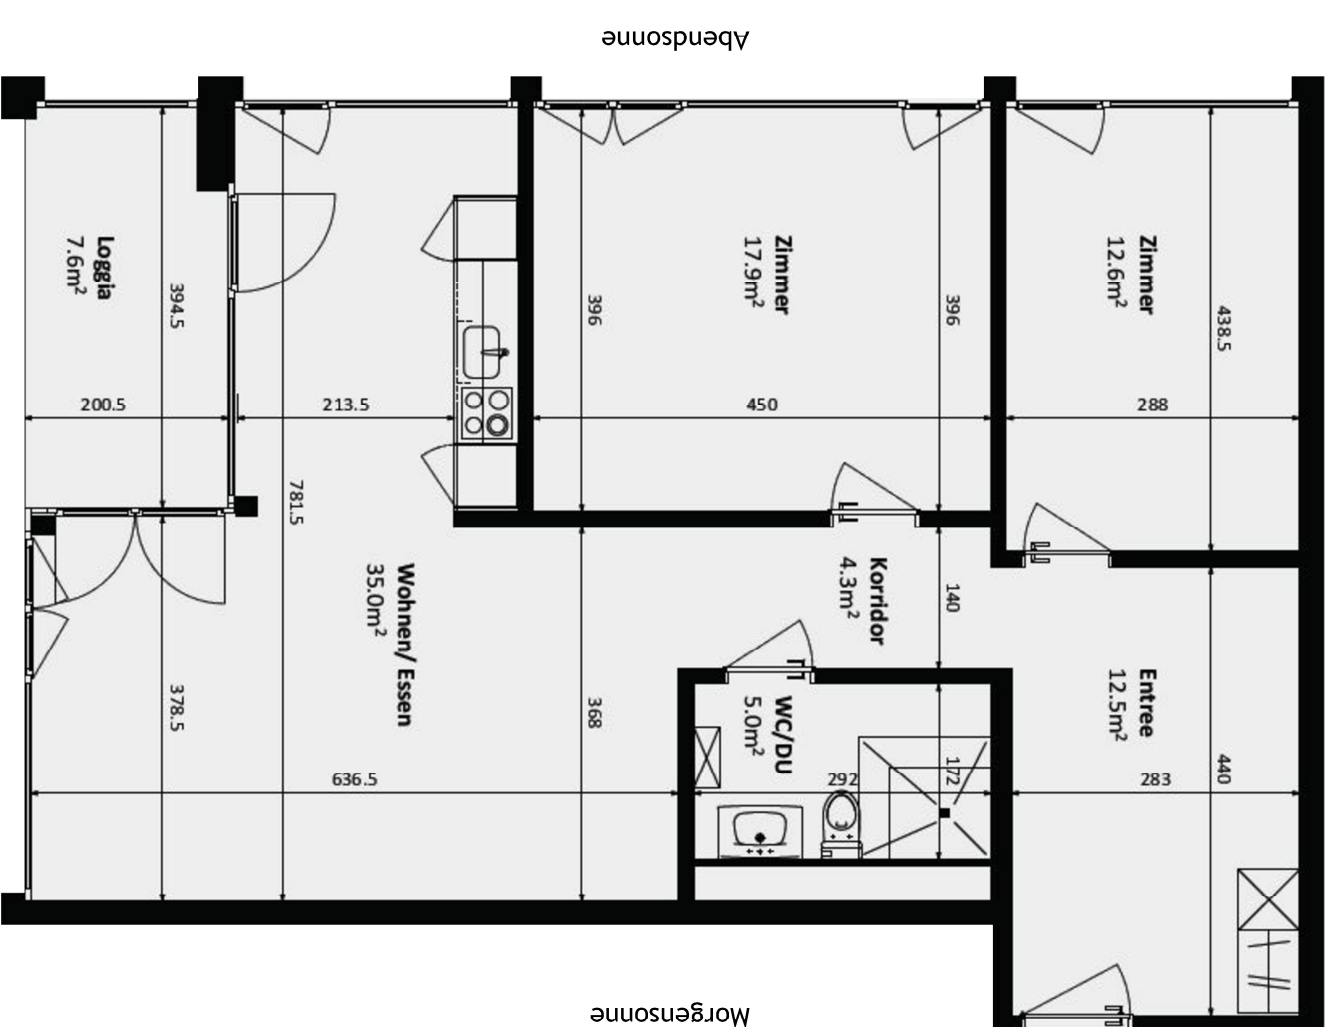 Abendsonne
Loggia
7.6m²
394.5
200.5
213.5
781.5
Zimmer
17.9m²
396
396
450
Zimmer
12.6m²
438.5
288
Wohnen/ Essen
35.0m²
378.5
636.5
368
Korridor
4.3m²
140
WC/DU
5.0m²
292
172
Entree
12.5m²
440
283
Morgensonne